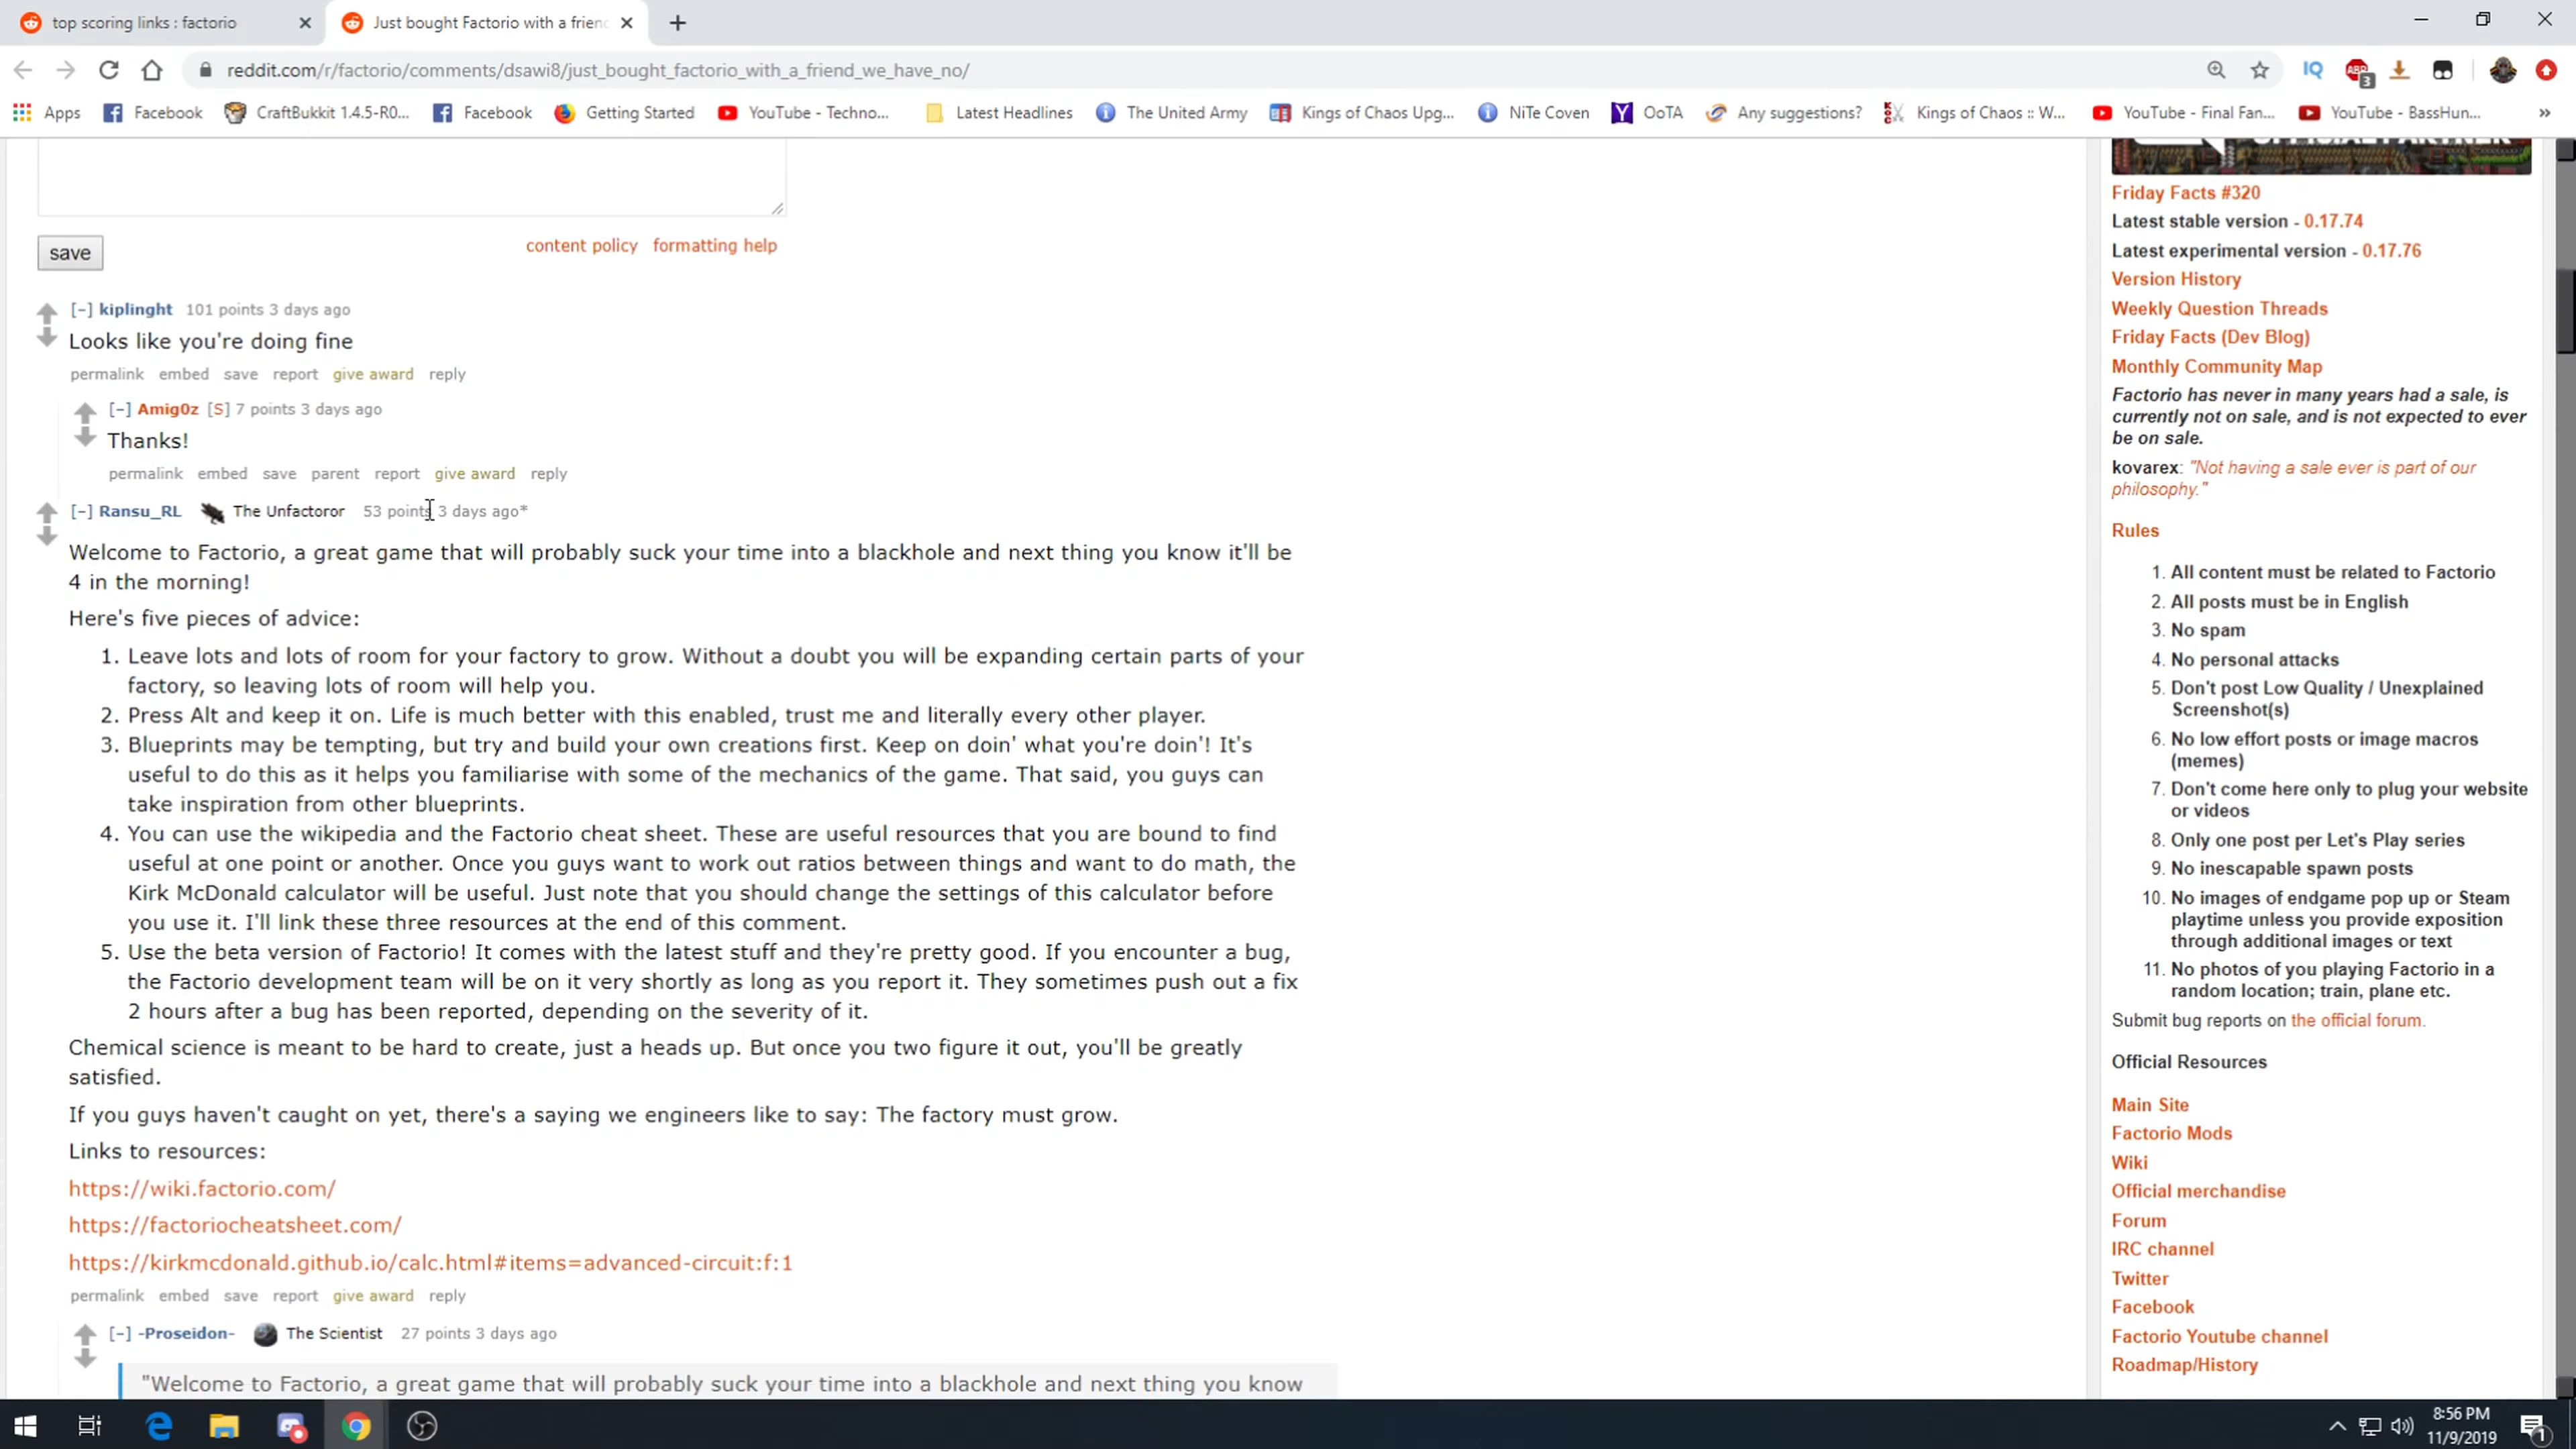 top scoring links : factorio
Just bought Factorio with a frien
reddit.com/r/factorio/comments/dsawi8/just_bought_factorio_with_a_friend_we_have_no/
IQ
ABP
3
Apps
Facebook
CraftBukkit 1.4.5-R0...
Facebook
Getting Started
YouTube - Techno...
Latest Headlines
The United Army
Kings of Chaos Upg...
NiTe Coven
OoTA
Any suggestions?
Kings of Chaos :: W...
YouTube - Final Fan...
YouTube - BassHun...
»
save
content policy formatting help
[–] kiplinght 101 points 3 days ago
Looks like you're doing fine
permalink embed save report give award reply
[–] Amig0z [S] 7 points 3 days ago
Thanks!
permalink embed save parent report give award reply
[–] Ransu_RL The Unfactoror 53 points 3 days ago*
Welcome to Factorio, a great game that will probably suck your time into a blackhole and next thing you know it'll be
4 in the morning!
Here's five pieces of advice:
1. Leave lots and lots of room for your factory to grow. Without a doubt you will be expanding certain parts of your
factory, so leaving lots of room will help you.
2. Press Alt and keep it on. Life is much better with this enabled, trust me and literally every other player.
3. Blueprints may be tempting, but try and build your own creations first. Keep on doin' what you're doin'! It's
useful to do this as it helps you familiarise with some of the mechanics of the game. That said, you guys can
take inspiration from other blueprints.
4. You can use the wikipedia and the Factorio cheat sheet. These are useful resources that you are bound to find
useful at one point or another. Once you guys want to work out ratios between things and want to do math, the
Kirk McDonald calculator will be useful. Just note that you should change the settings of this calculator before
you use it. I'll link these three resources at the end of this comment.
5. Use the beta version of Factorio! It comes with the latest stuff and they're pretty good. If you encounter a bug,
the Factorio development team will be on it very shortly as long as you report it. They sometimes push out a fix
2 hours after a bug has been reported, depending on the severity of it.
Chemical science is meant to be hard to create, just a heads up. But once you two figure it out, you'll be greatly
satisfied.
If you guys haven't caught on yet, there's a saying we engineers like to say: The factory must grow.
Links to resources:
https://wiki.factorio.com/
https://factoriocheatsheet.com/
https://kirkmcdonald.github.io/calc.html#items=advanced-circuit:f:1
permalink embed save report give award reply
[–] -Proseidon- The Scientist 27 points 3 days ago
"Welcome to Factorio, a great game that will probably suck your time into a blackhole and next thing you know
Friday Facts #320
Latest stable version - 0.17.74
Latest experimental version - 0.17.76
Version History
Weekly Question Threads
Friday Facts (Dev Blog)
Monthly Community Map
Factorio has never in many years had a sale, is
currently not on sale, and is not expected to ever
be on sale.
kovarex: "Not having a sale ever is part of our
philosophy."
Rules
1. All content must be related to Factorio
2. All posts must be in English
3. No spam
4. No personal attacks
5. Don't post Low Quality / Unexplained
Screenshot(s)
6. No low effort posts or image macros
(memes)
7. Don't come here only to plug your website
or videos
8. Only one post per Let's Play series
9. No inescapable spawn posts
10. No images of endgame pop up or Steam
playtime unless you provide exposition
through additional images or text
11. No photos of you playing Factorio in a
random location; train, plane etc.
Submit bug reports on the official forum.
Official Resources
Main Site
Factorio Mods
Wiki
Official merchandise
Forum
IRC channel
Twitter
Facebook
Factorio Youtube channel
Roadmap/History
8:56 PM
11/9/2019
1